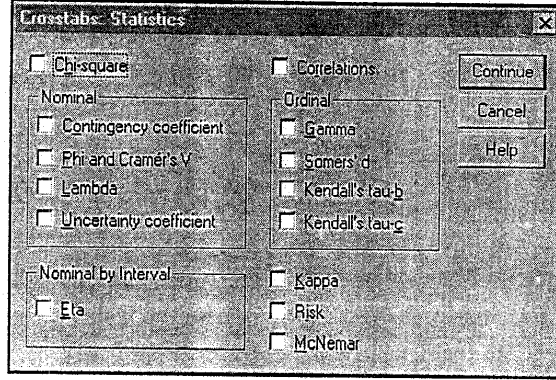 Crosstabs: Statistics
Chi-square
Correlations
Continue
Nominal
Contingency coefficient
Phi and Cramér's V
Lambda
Uncertainty coefficient
Ordinal
Gamma
Somers' d
Kendall's tau-b
Kendall's tau-c
Cancel
Help
Nominal by Interval
Eta
Kappa
Risk
McNemar